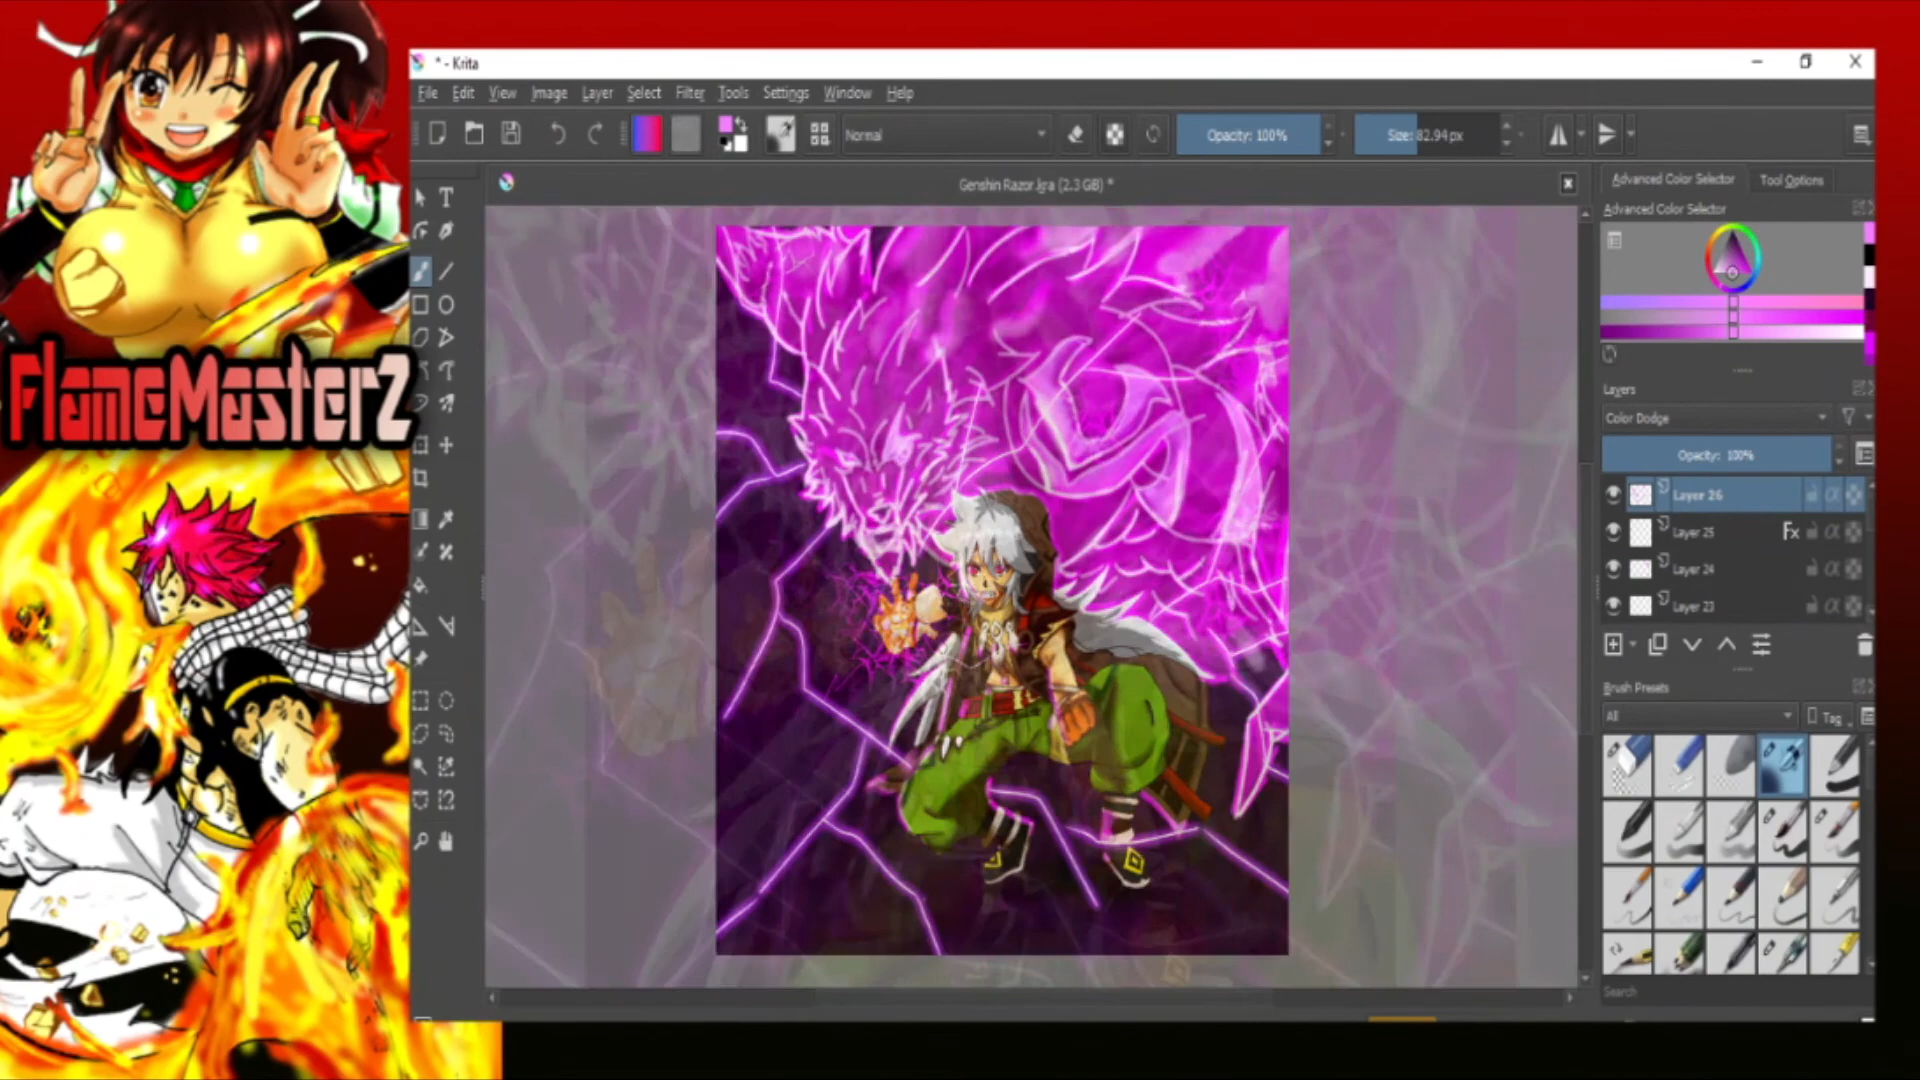 * - Krita
File Edit View Image Layer Select Filter Tools Settings Window Help
Normal
Opacity: 100%
Size: 82.94 px
Genshin Razor.kra (2.3 GB) *
Advanced Color Selector
Tool Options
Advanced Color Selector
FlameMaster2
Layers
Color Dodge
Opacity: 100%
Layer 26
Layer 25
Fx
Layer 24
Layer 23
Brush Presets
All
Tag
Search